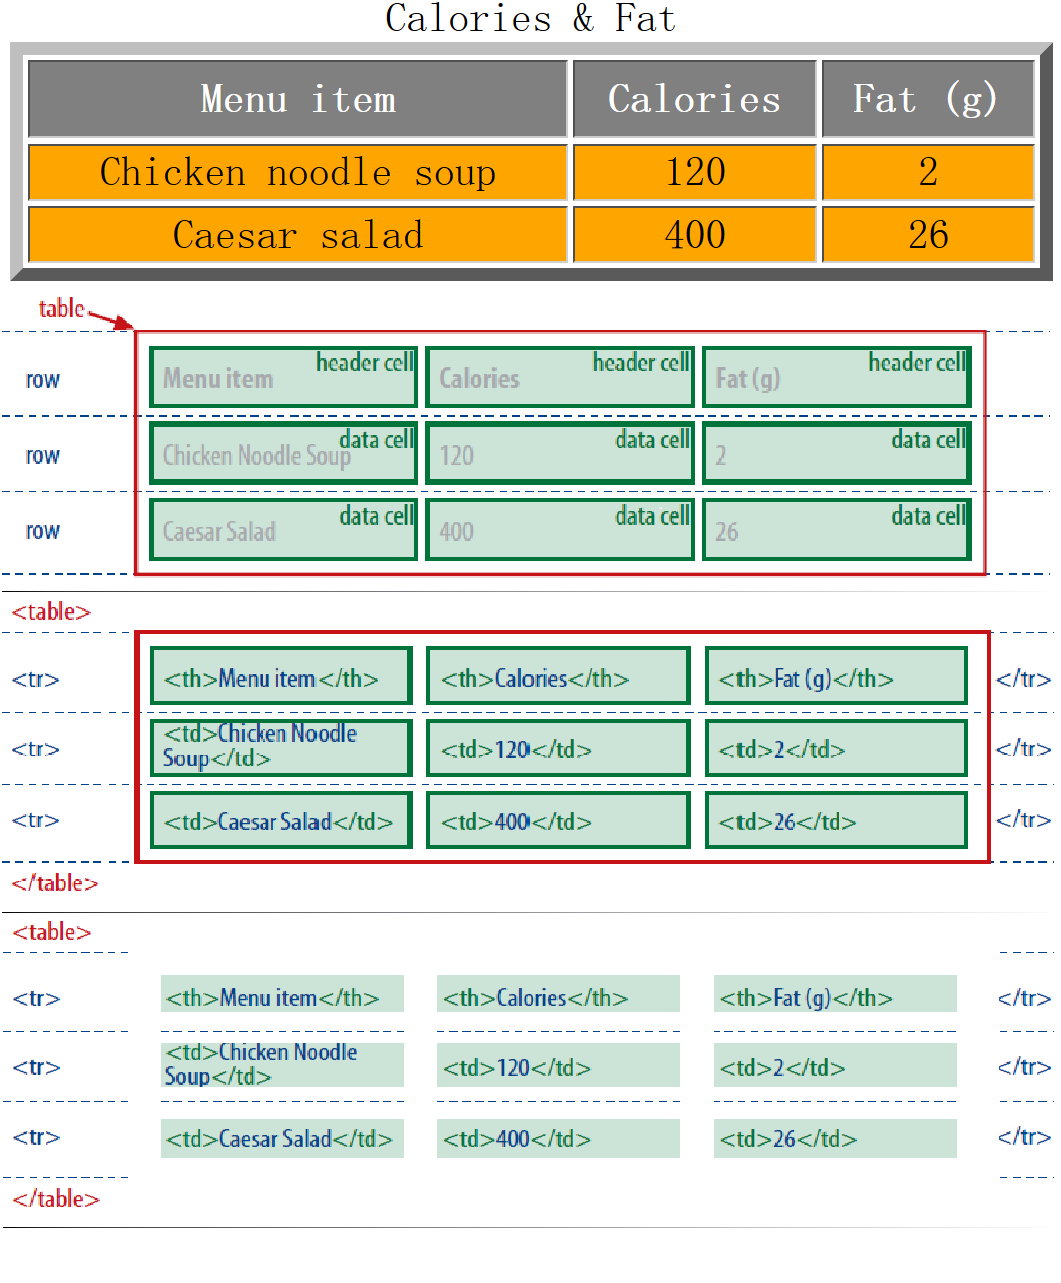 Calories & Fat
Menu item Calories Fat (g)
Chicken noodle soup 120 2
Caesar salad 400 26
table
header cell header cell header cell
row Menu item Calories Fat (g)
data cell data cell data cell
row Chicken Noodle Soup 120 2
data cell data cell data cell
row Caesar Salad 400 26
<table>
<tr> <th>Menu item</th> <th>Calories</th> <th>Fat (g)</th> </tr>
<td>Chicken Noodle
<tr> Soup</td> <td>120</td> <td>2</td> </tr>
<tr> <td>Caesar Salad</td> <td>400</td> <td>26</td> </tr>
</table>
<table>
<tr> <th>Menu item</th> <th>Calories</th> <th>Fat (g)</th> </tr>
<td>Chicken Noodle
<tr> Soup</td> <td>120</td> <td>2</td> </tr>
<tr> <td>Caesar Salad</td> <td>400</td> <td>26</td> </tr>
</table>